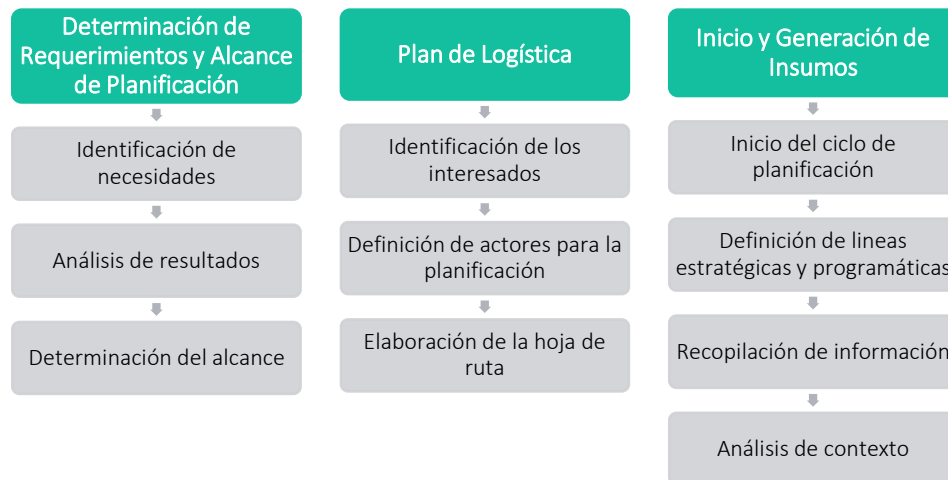 Determinación de
Requerimientos y Alcance
de Planificación
Identificación de
necesidades
Análisis de resultados
Determinación del alcance
Plan de Logística
Identificación de los
interesados
Definición de actores para la
planificación
Elaboración de la hoja de
ruta
Inicio y Generación de
Insumos
Inicio del ciclo de
planificación
Definición de lineas
estratégicas y programáticas
Recopilación de información
Análisis de contexto